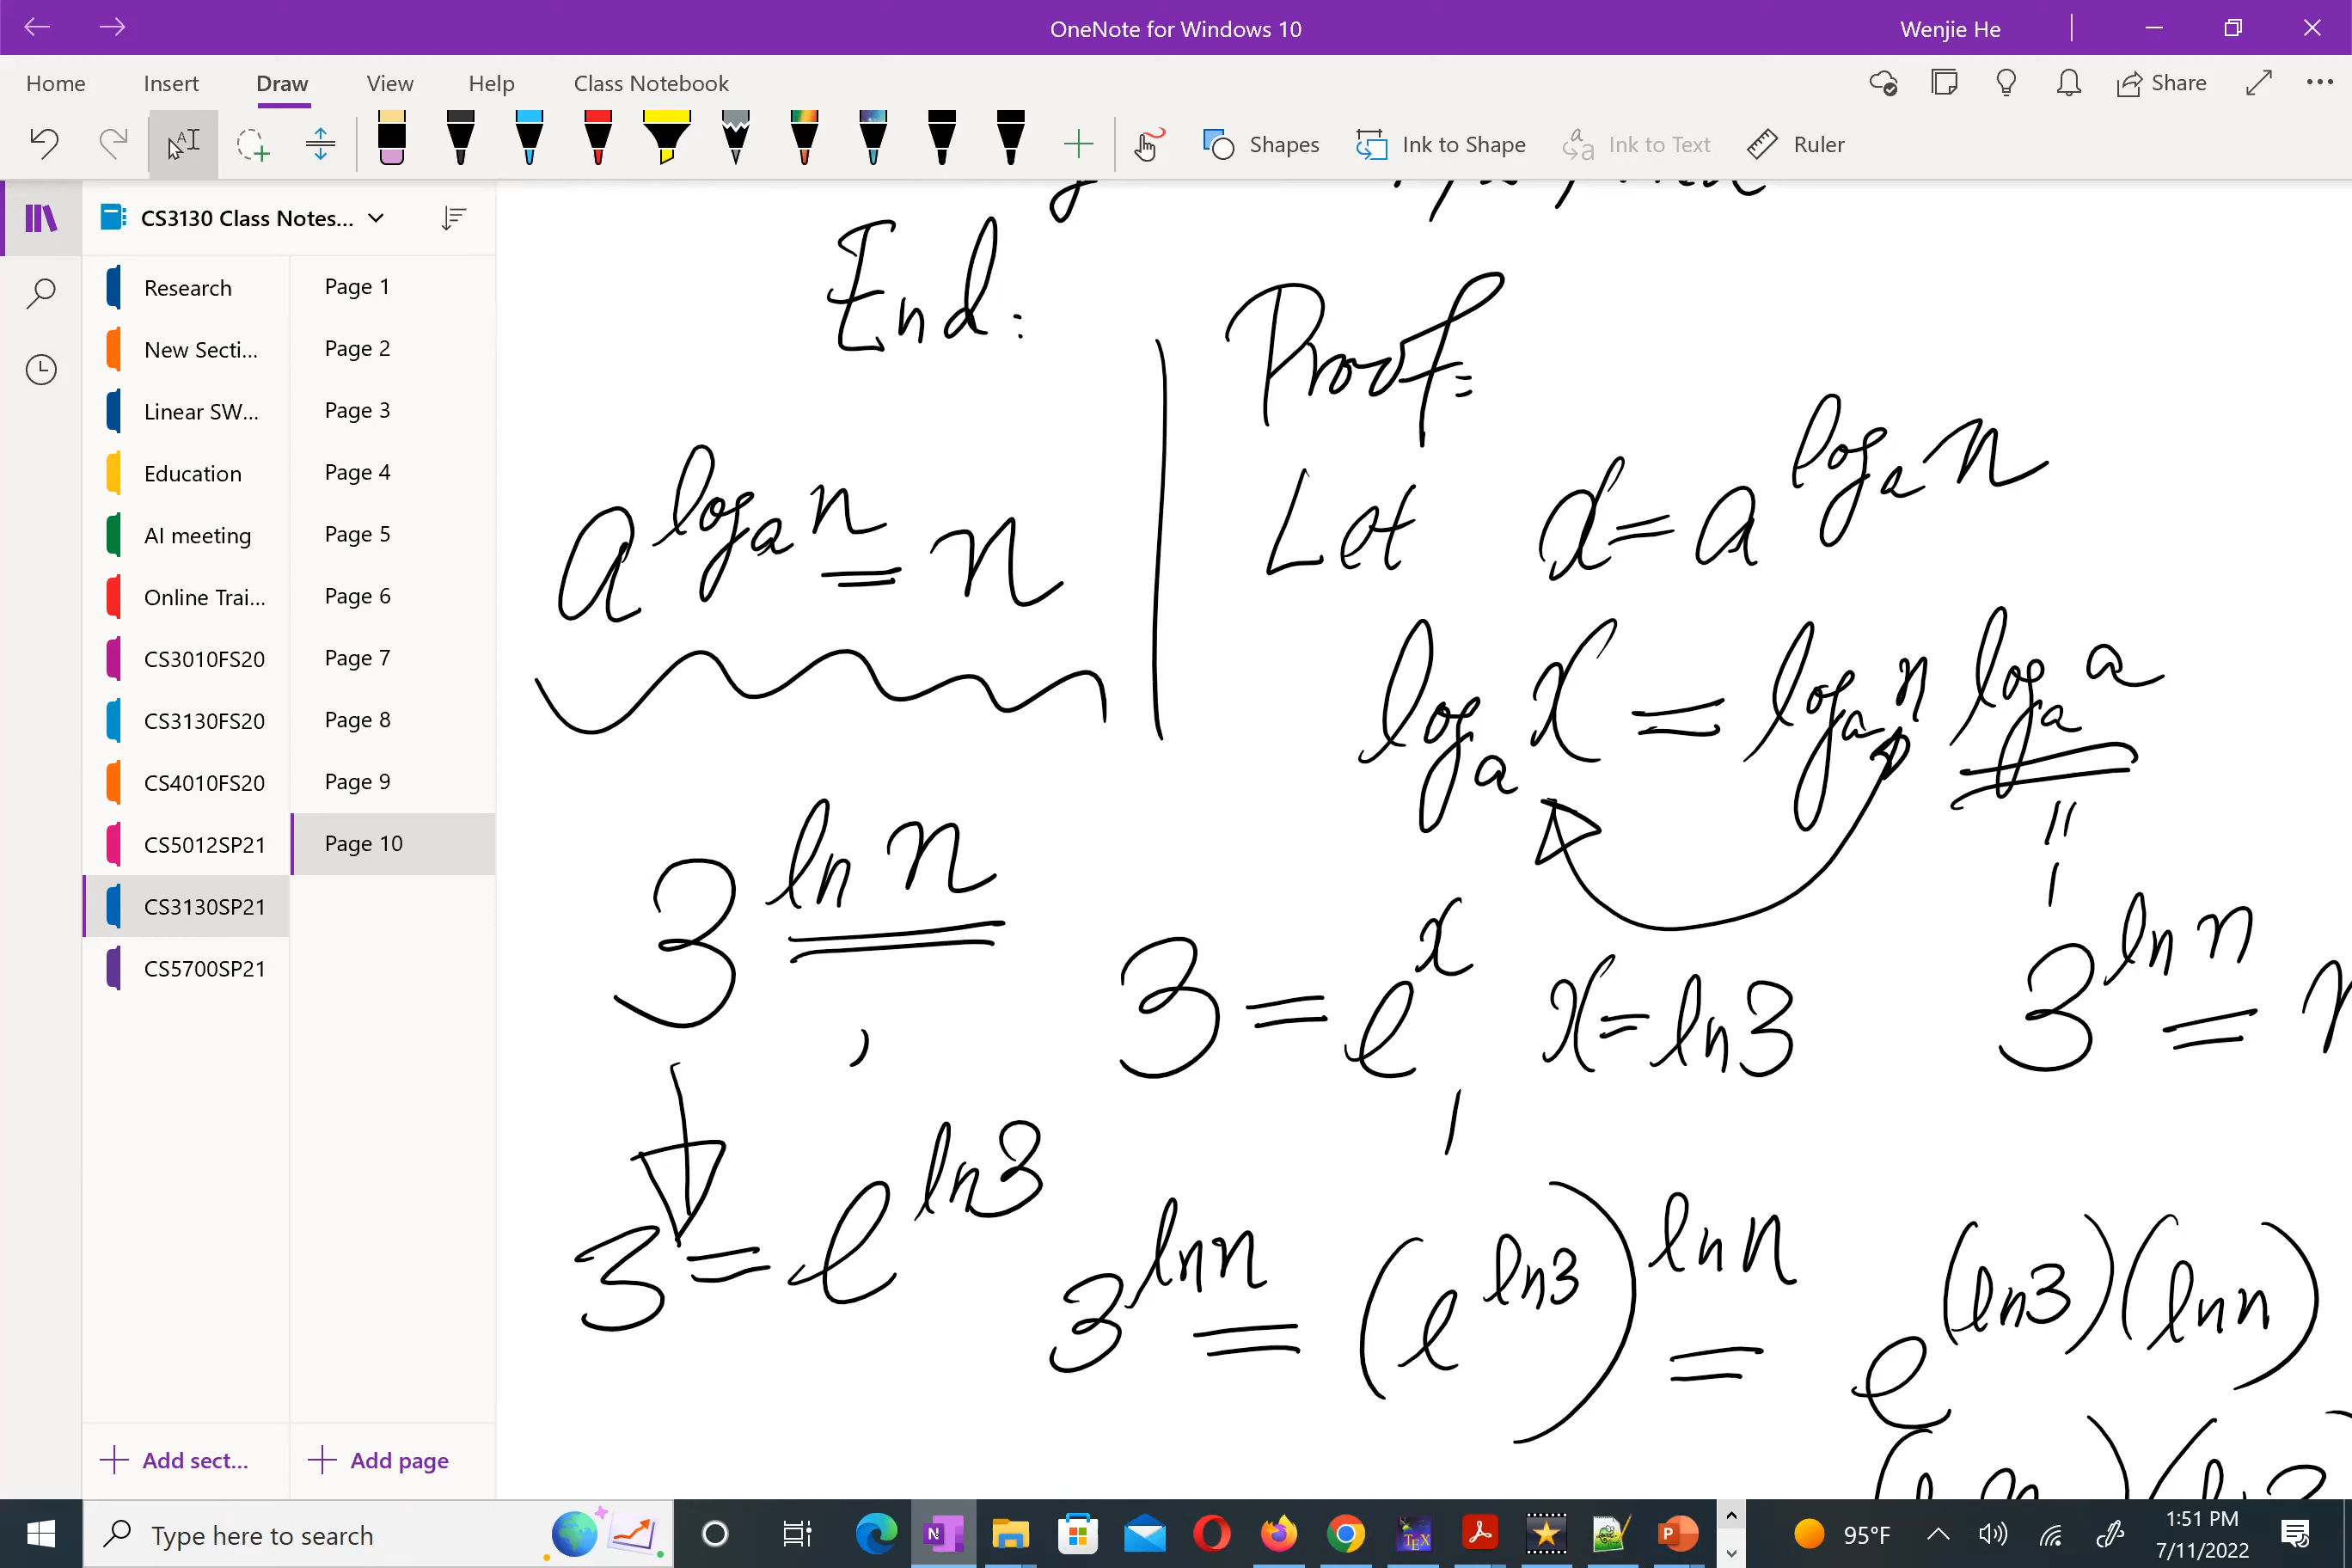 OneNote for Windows 10
Wenjie He
Home Insert Draw View Help Class Notebook
Share
Shapes Ink to Shape Ink to Text Ruler
CS3130 Class Notes...
Research
New Secti...
Linear SW...
Education
AI meeting
Online Trai...
CS3010FS20
CS3130FS20
CS4010FS20
CS5012SP21
CS3130SP21
CS5700SP21
Add sect...
Page 1
Page 2
Page 3
Page 4
Page 5
Page 6
Page 7
Page 8
Page 9
Page 10
Add page
End:
a^{log_a n} = n
Proof:
Let x = a^{log_a n}
log_a x = log_a n log_a a
"
1
3^{ln n}, 3 = e^x, x = ln3 3^{ln n} =
3 = e^{ln3} 3^{ln n} = (e^{ln3})^{ln n} = e^{(ln3)(ln n)}
Type here to search
95°F
1:51 PM
7/11/2022